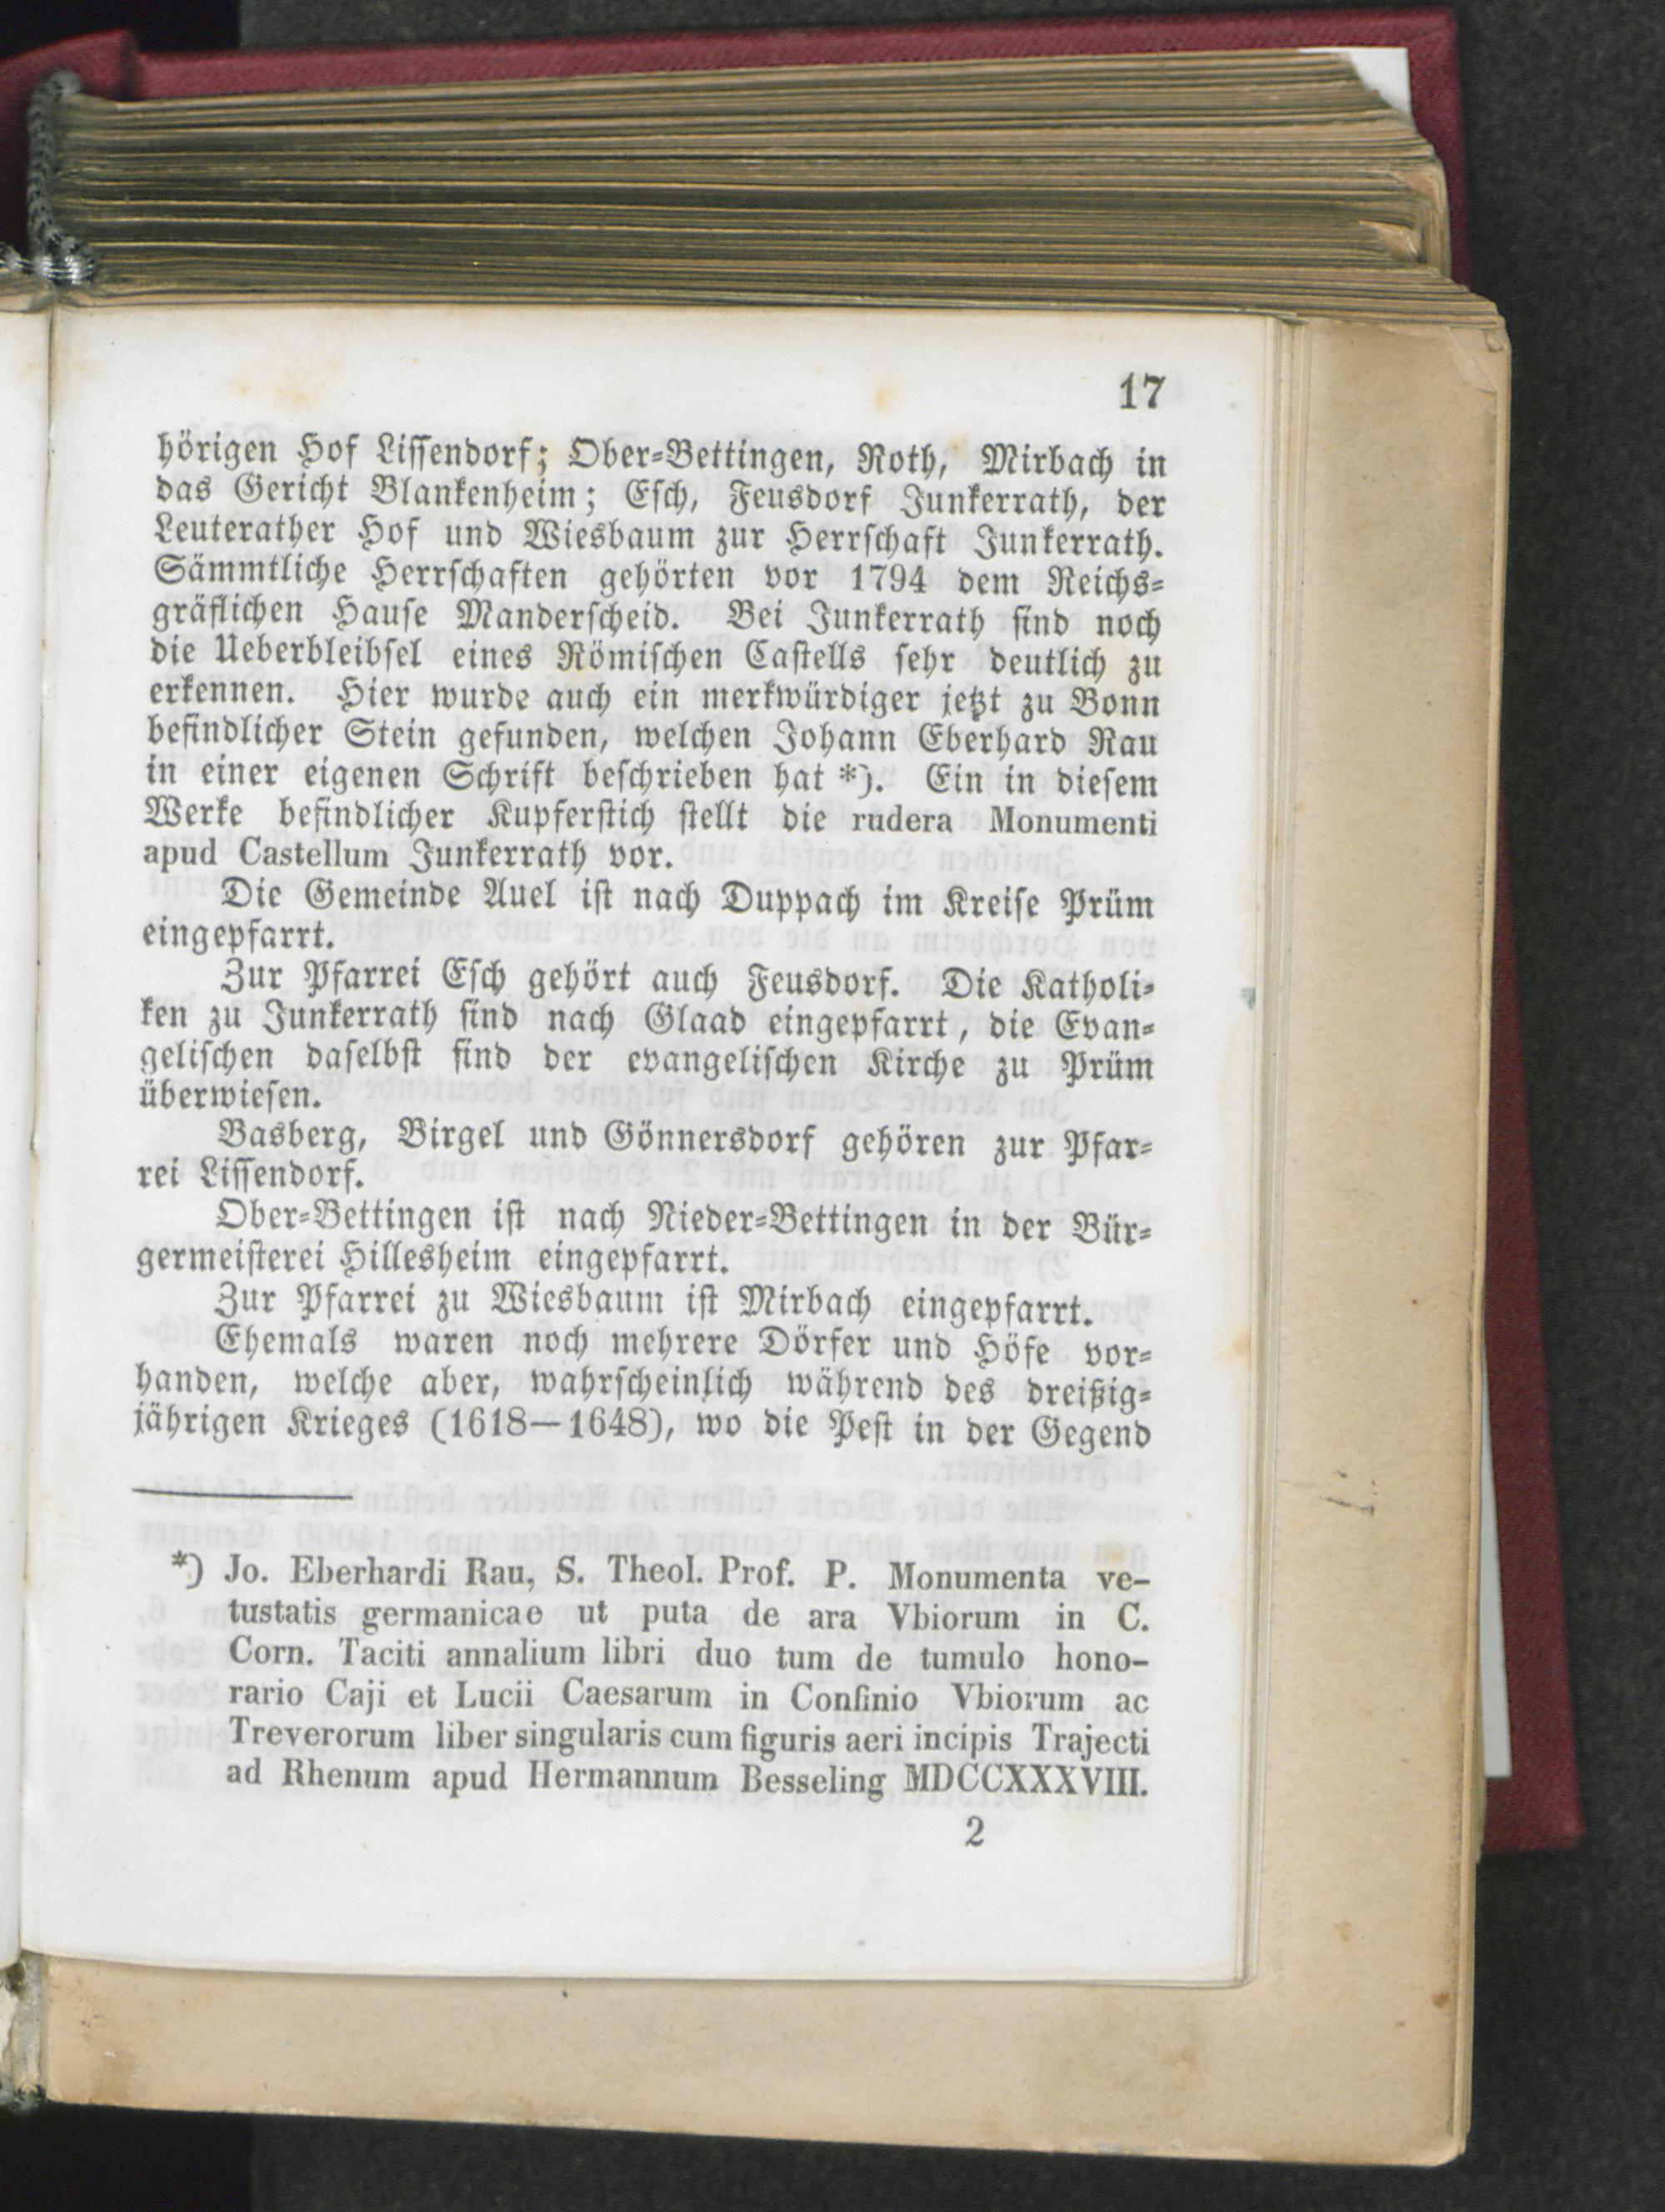 17
hörigen Hof Lissendorf; Ober-Bettingen, Roth, Mirbach in
das Gericht Blankenheim; Esch, Feusdorf Junkerrath, der
Leuterather Hof und Wiesbaum zur Herrschaft Junkerrath.
Sämmtliche Herrschaften gehörten vor 1794 dem Reichs-
gräflichen Hause Manderscheid. Bei Junkerrath sind noch
die Ueberbleibsel eines Römischen Castells sehr deutlich zu
erkennen. Hier wurde auch ein merkwürdiger jetzt zu Bonn
befindlicher Stein gefunden, welchen Johann Eberhard Rau
in einer eigenen Schrift beschrieben hat *). Ein in diesem
Werke befindlicher Kupferstich stellt die rudera Monumenti
apud Castellum Junkerrath vor.
Die Gemeinde Auel ist nach Duppach im Kreise Prüm
eingepfarrt.
Zur Pfarrei Esch gehört auch Feusdorf. Die Katholi-
ken zu Junkerrath sind nach Glaad eingepfarrt, die Evan-
gelischen daselbst sind der evangelischen Kirche zu Prüm
überwiesen.
Basberg, Birgel und Gönnersdorf gehören zur Pfar-
rei Lissendorf.
Ober-Bettingen ist nach Nieder-Bettingen in der Bür-
germeisterei Hillesheim eingepfarrt.
Zur Pfarrei zu Wiesbaum ist Mirbach eingepfarrt.
Ehemals waren noch mehrere Dörfer und Höfe vor-
handen, welche aber, wahrscheinlich während des dreißig-
jährigen Krieges (1618—1648), wo die Pest in der Gegend
*) Jo. Eberhardi Rau, S. Theol. Prof. P. Monumenta ve-
tustatis germanicae ut puta de ara Vbiorum in C.
Corn. Taciti annalium libri duo tum de tumulo hono-
rario Caji et Lucii Caesarum in Confinio Vbiorum ac
Treverorum liber singularis cum figuris aeri incipis Trajecti
ad Rhenum apud Hermannum Besseling MDCCXXXVIII.
2